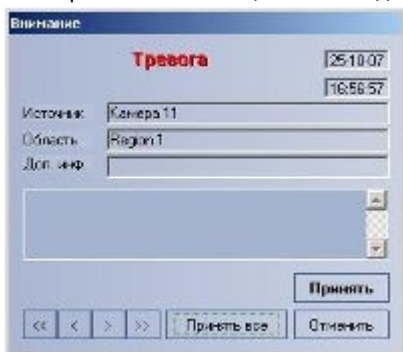 Внимание
Тревога 25-10-07
16:56:57
Источник Камера 11
Область Region 1
Доп. инф.
Принять
<< < > >> Принять все Отменить